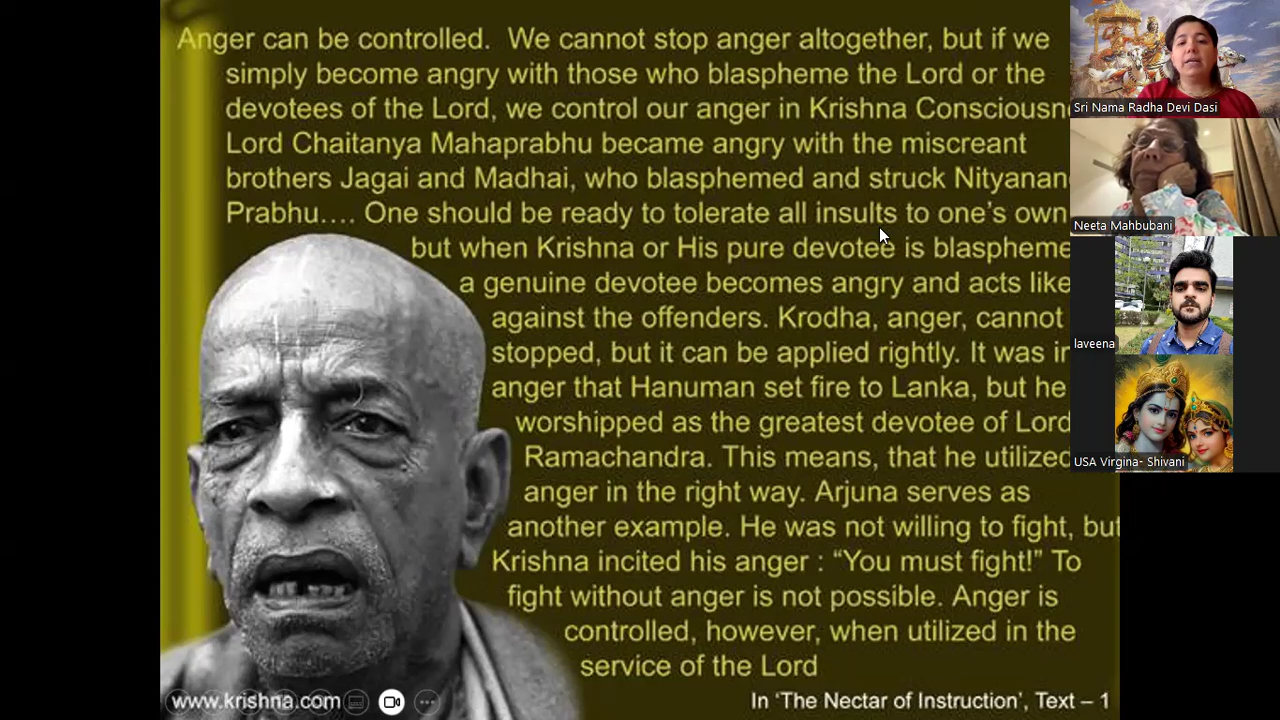 Anger can be controlled. We cannot stop anger altogether, but if we
simply become angry with those who blaspheme the Lord or the
devotees of the Lord, we control our anger in Krishna Consciousn
Lord Chaitanya Mahaprabhu became angry with the miscreant
brothers Jagai and Madhai, who blasphemed and struck Nityanan
Prabhu…. One should be ready to tolerate all insults to one's own
but when Krishna or His pure devotee is blaspheme
a genuine devotee becomes angry and acts like
against the offenders. Krodha, anger, cannot
stopped, but it can be applied rightly. It was in
anger that Hanuman set fire to Lanka, but he
worshipped as the greatest devotee of Lord
Ramachandra. This means, that he utilized
anger in the right way. Arjuna serves as
another example. He was not willing to fight, but
Krishna incited his anger : “You must fight!” To
fight without anger is not possible. Anger is
controlled, however, when utilized in the
service of the Lord
www.krishna.com
In ‘The Nectar of Instruction’, Text – 1
Sri Nama Radha Devi Dasi
Neeta Mahbubani
laveena
USA Virgina- Shivani